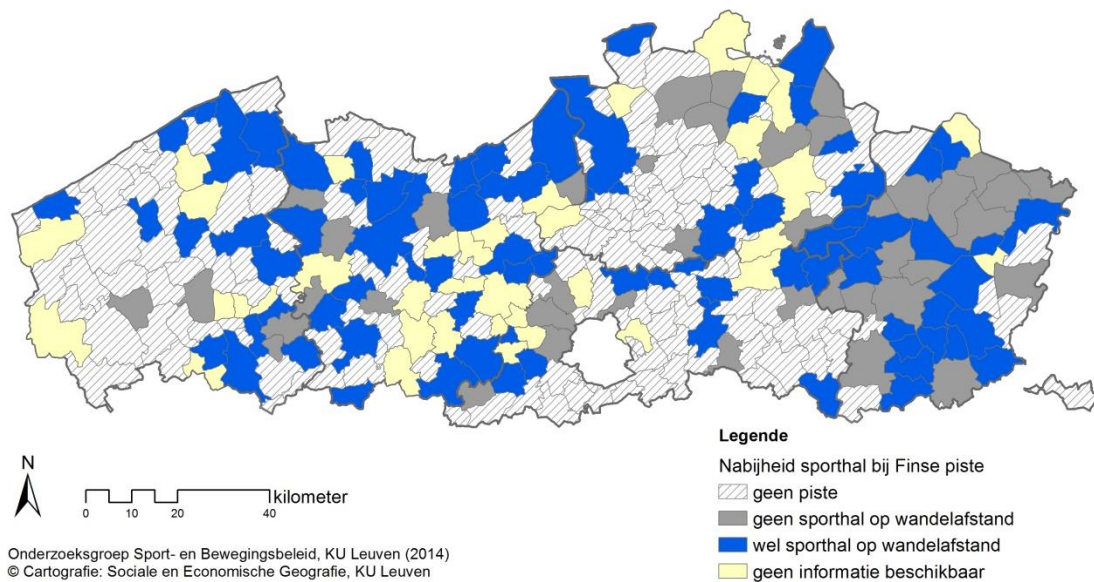 Legende
Nabijheid sporthal bij Finse piste
geen piste
geen sporthal op wandelafstand
wel sporthal op wandelafstand
geen informatie beschikbaar
N
kilometer
0 10 20 40
Onderzoeksgroep Sport- en Bewegingsbeleid, KU Leuven (2014)
© Cartografie: Sociale en Economische Geografie, KU Leuven